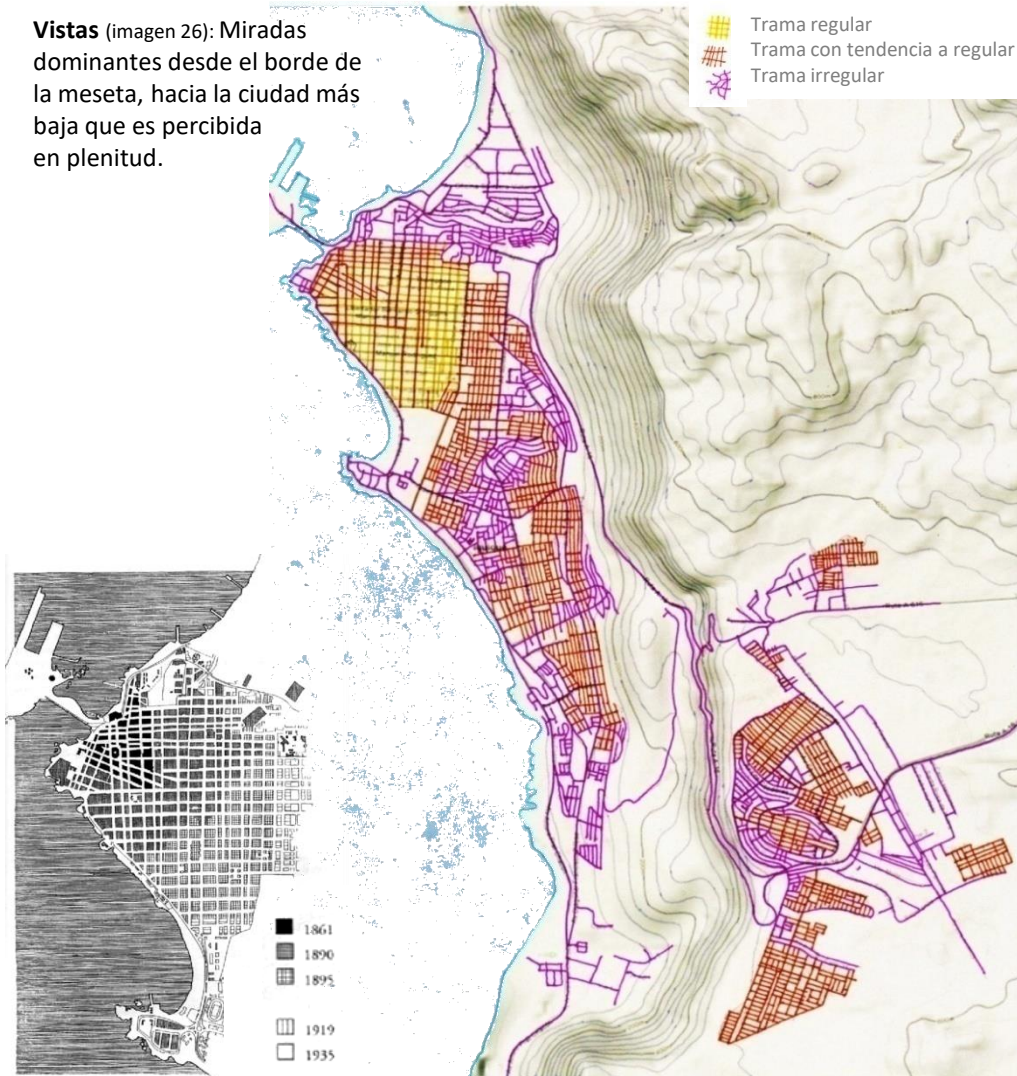 Vistas (imagen 26): Miradas
dominantes desde el borde de
la meseta, hacia la ciudad más
baja que es percibida
en plenitud.
Trama regular
Trama con tendencia a regular
Trama irregular
1861
1890
1895
1919
1935